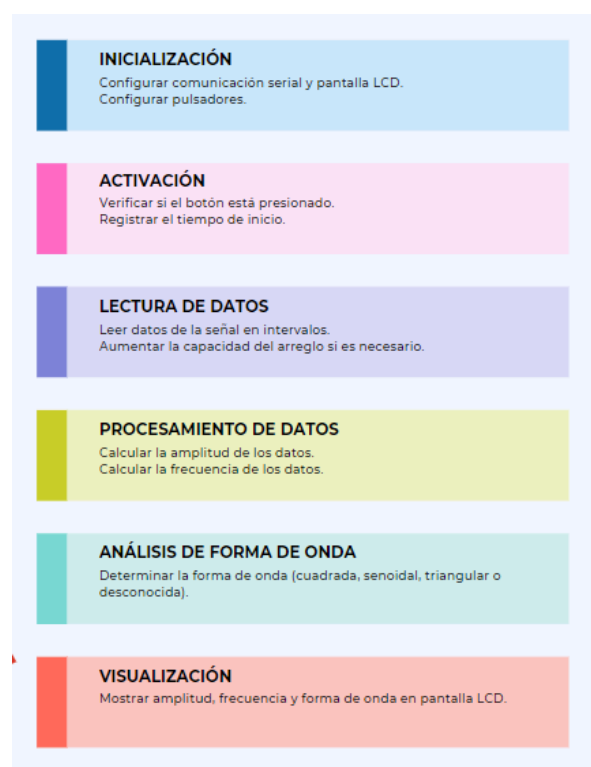 INICIALIZACIÓN
Configurar comunicación serial y pantalla LCD.
Configurar pulsadores.
ACTIVACIÓN
Verificar si el botón está presionado.
Registrar el tiempo de inicio.
LECTURA DE DATOS
Leer datos de la señal en intervalos.
Aumentar la capacidad del arreglo si es necesario.
PROCESAMIENTO DE DATOS
Calcular la amplitud de los datos.
Calcular la frecuencia de los datos.
ANÁLISIS DE FORMA DE ONDA
Determinar la forma de onda (cuadrada, senoidal, triangular o
desconocida).
VISUALIZACIÓN
Mostrar amplitud, frecuencia y forma de onda en pantalla LCD.